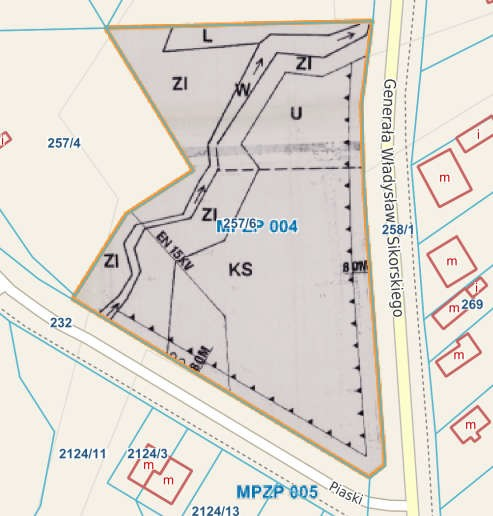 L
ZI
ZI
W
U
257/4
ZI
257/6
MPZP 004
258/1
Generała Władysława Sikorskiego
m
i
i
ZI
EN 15KV
KS
8.0M
m
i
m
269
232
8.0M
m
m
2124/11
2124/3
m
m
MPZP 005
Piaski
2124/13